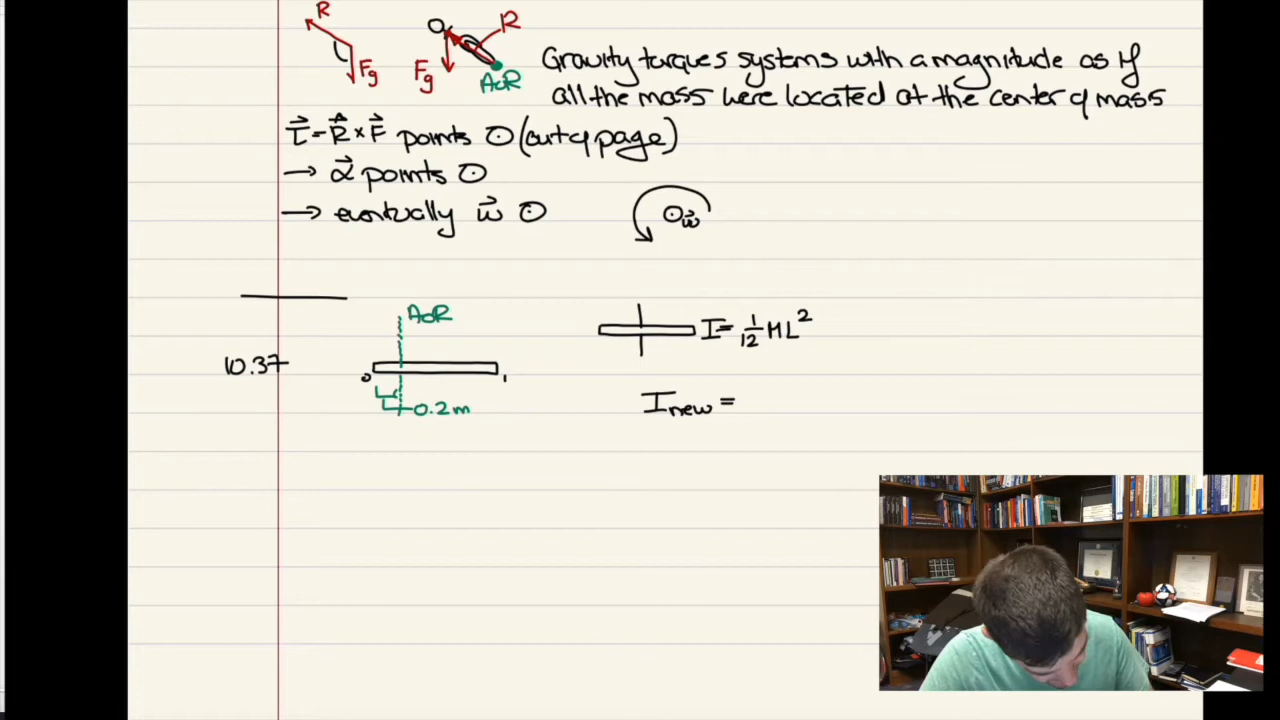 R
R
Fg
Fg
AoR
Gravity torques systems with a magnitude as if
all the mass were located at the center of mass
τ⃗ = R⃗ × F⃗ points ⊙ (out of page)
→ α⃗ points ⊙
→ eventually ω⃗ ⊙
⊙ω⃗
AoR
I = 1/12 ML²
10.37
0
1
0.2m
Inew =